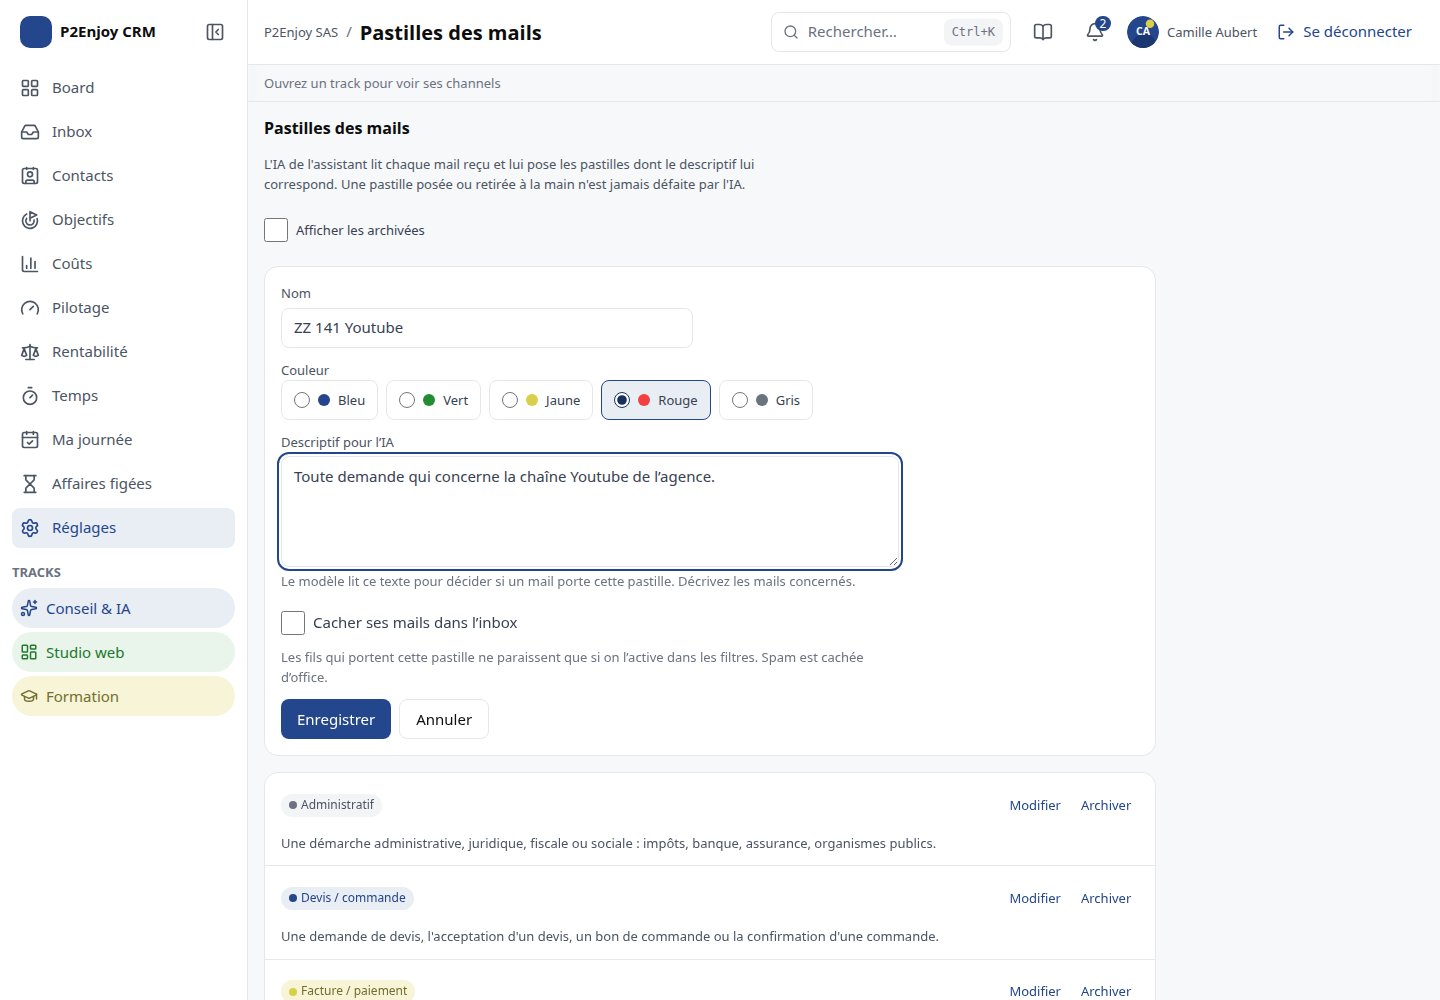 P2Enjoy CRM
Board
Inbox
Contacts
Objectifs
Coûts
Pilotage
Rentabilité
Temps
Ma journée
Affaires figées
Réglages
TRACKS
Conseil & IA
Studio web
Formation
P2Enjoy SAS / Pastilles des mails
Rechercher... Ctrl+K
2
CA Camille Aubert
Se déconnecter
Ouvrez un track pour voir ses channels
Pastilles des mails
L'IA de l'assistant lit chaque mail reçu et lui pose les pastilles dont le descriptif lui
correspond. Une pastille posée ou retirée à la main n'est jamais défaite par l'IA.
Afficher les archivées
Nom
ZZ 141 Youtube
Couleur
Bleu Vert Jaune Rouge Gris
Descriptif pour l’IA
Toute demande qui concerne la chaîne Youtube de l’agence.
Le modèle lit ce texte pour décider si un mail porte cette pastille. Décrivez les mails concernés.
Cacher ses mails dans l’inbox
Les fils qui portent cette pastille ne paraissent que si on l’active dans les filtres. Spam est cachée
d’office.
Enregistrer Annuler
Administratif Modifier Archiver
Une démarche administrative, juridique, fiscale ou sociale : impôts, banque, assurance, organismes publics.
Devis / commande Modifier Archiver
Une demande de devis, l'acceptation d'un devis, un bon de commande ou la confirmation d'une commande.
Facture / paiement Modifier Archiver